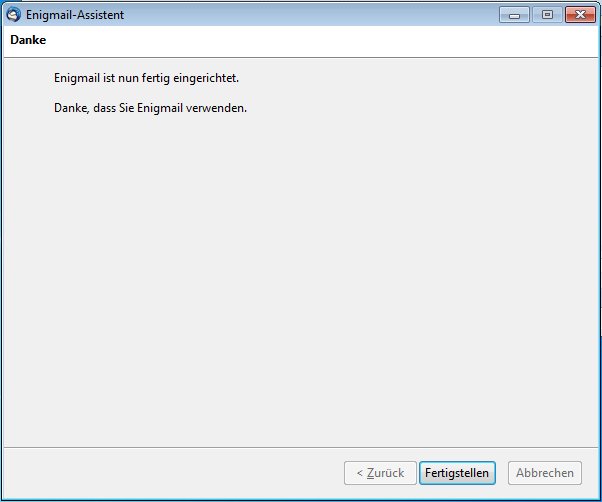 Enigmail-Assistent
Danke
Enigmail ist nun fertig eingerichtet.
Danke, dass Sie Enigmail verwenden.
< Zurück Fertigstellen Abbrechen